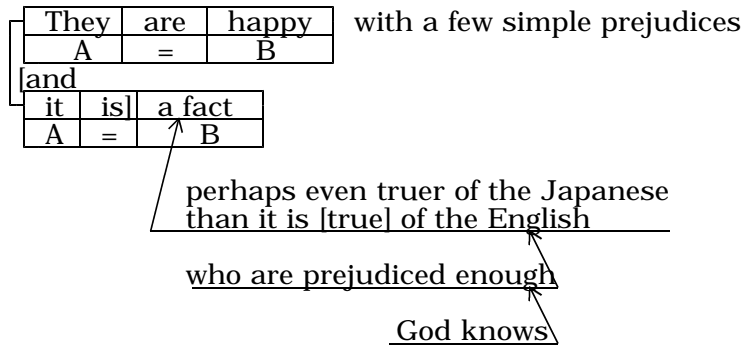 They are happy with a few simple prejudices
A = B
[and
it is] a fact
A = B
perhaps even truer of the Japanese
than it is [true] of the English
who are prejudiced enough
God knows